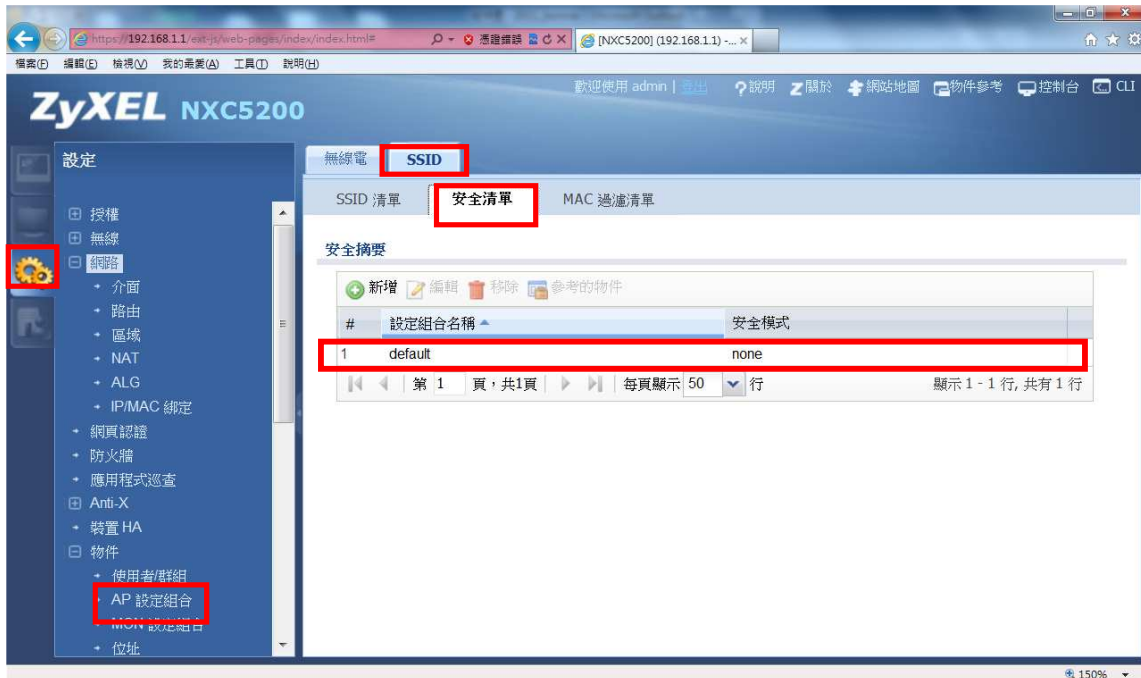 https://192.168.1.1/ext-js/web-pages/index/index.html#
憑證錯誤
[NXC5200] (192.168.1.1) -...
檔案(F) 編輯(E) 檢視(V) 我的最愛(A) 工具(T) 說明(H)
歡迎使用 admin | 登出 說明 關於 網站地圖 物件參考 控制台 CLI
ZyXEL NXC5200
設定
無線電 SSID
SSID 清單 安全清單 MAC 過濾清單
授權
無線
網路
介面
路由
區域
NAT
ALG
IP/MAC 綁定
網頁認證
防火牆
應用程式巡查
Anti-X
裝置 HA
物件
使用者/群組
AP 設定組合
MON 設定組合
位址
安全摘要
新增 編輯 移除 參考的物件
# 設定組合名稱 安全模式
1 default none
第 1 頁，共1頁 每頁顯示 50 行 顯示 1 - 1 行, 共有 1 行
150%